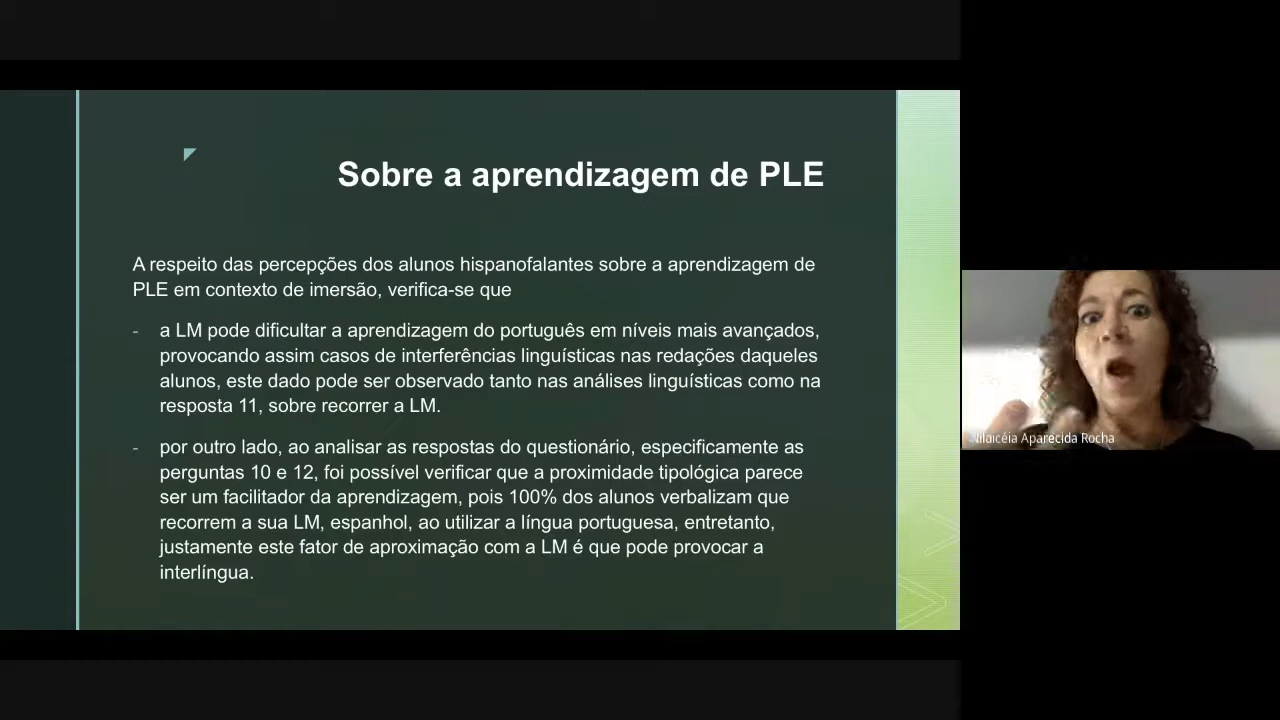 Sobre a aprendizagem de PLE
A respeito das percepções dos alunos hispanofalantes sobre a aprendizagem de
PLE em contexto de imersão, verifica-se que
- a LM pode dificultar a aprendizagem do português em níveis mais avançados,
provocando assim casos de interferências linguísticas nas redações daqueles
alunos, este dado pode ser observado tanto nas análises linguísticas como na
resposta 11, sobre recorrer a LM.
- por outro lado, ao analisar as respostas do questionário, especificamente as
perguntas 10 e 12, foi possível verificar que a proximidade tipológica parece
ser um facilitador da aprendizagem, pois 100% dos alunos verbalizam que
recorrem a sua LM, espanhol, ao utilizar a língua portuguesa, entretanto,
justamente este fator de aproximação com a LM é que pode provocar a
interlíngua.
Aparecida Rocha